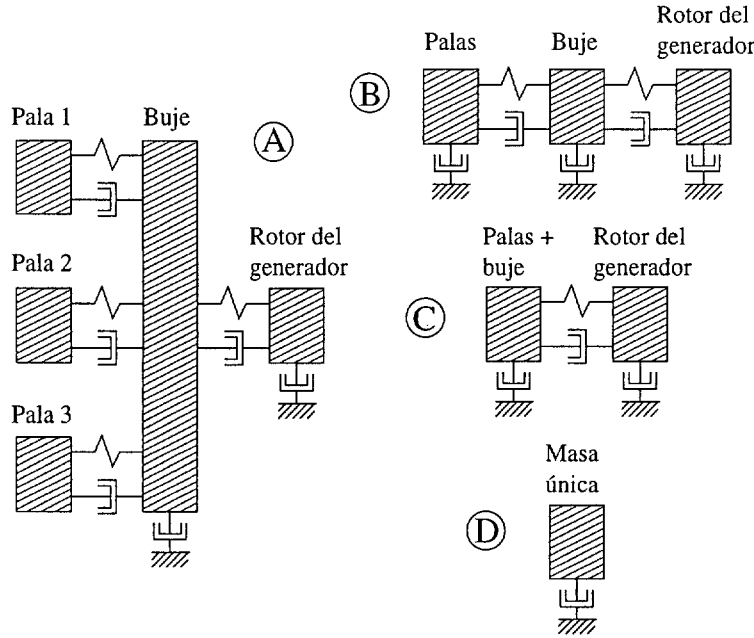 Pala 1
Buje
A
Pala 2
Rotor del
generador
Pala 3
B
Palas
Buje
Rotor del
generador
C
Palas +
buje
Rotor del
generador
D
Masa
única